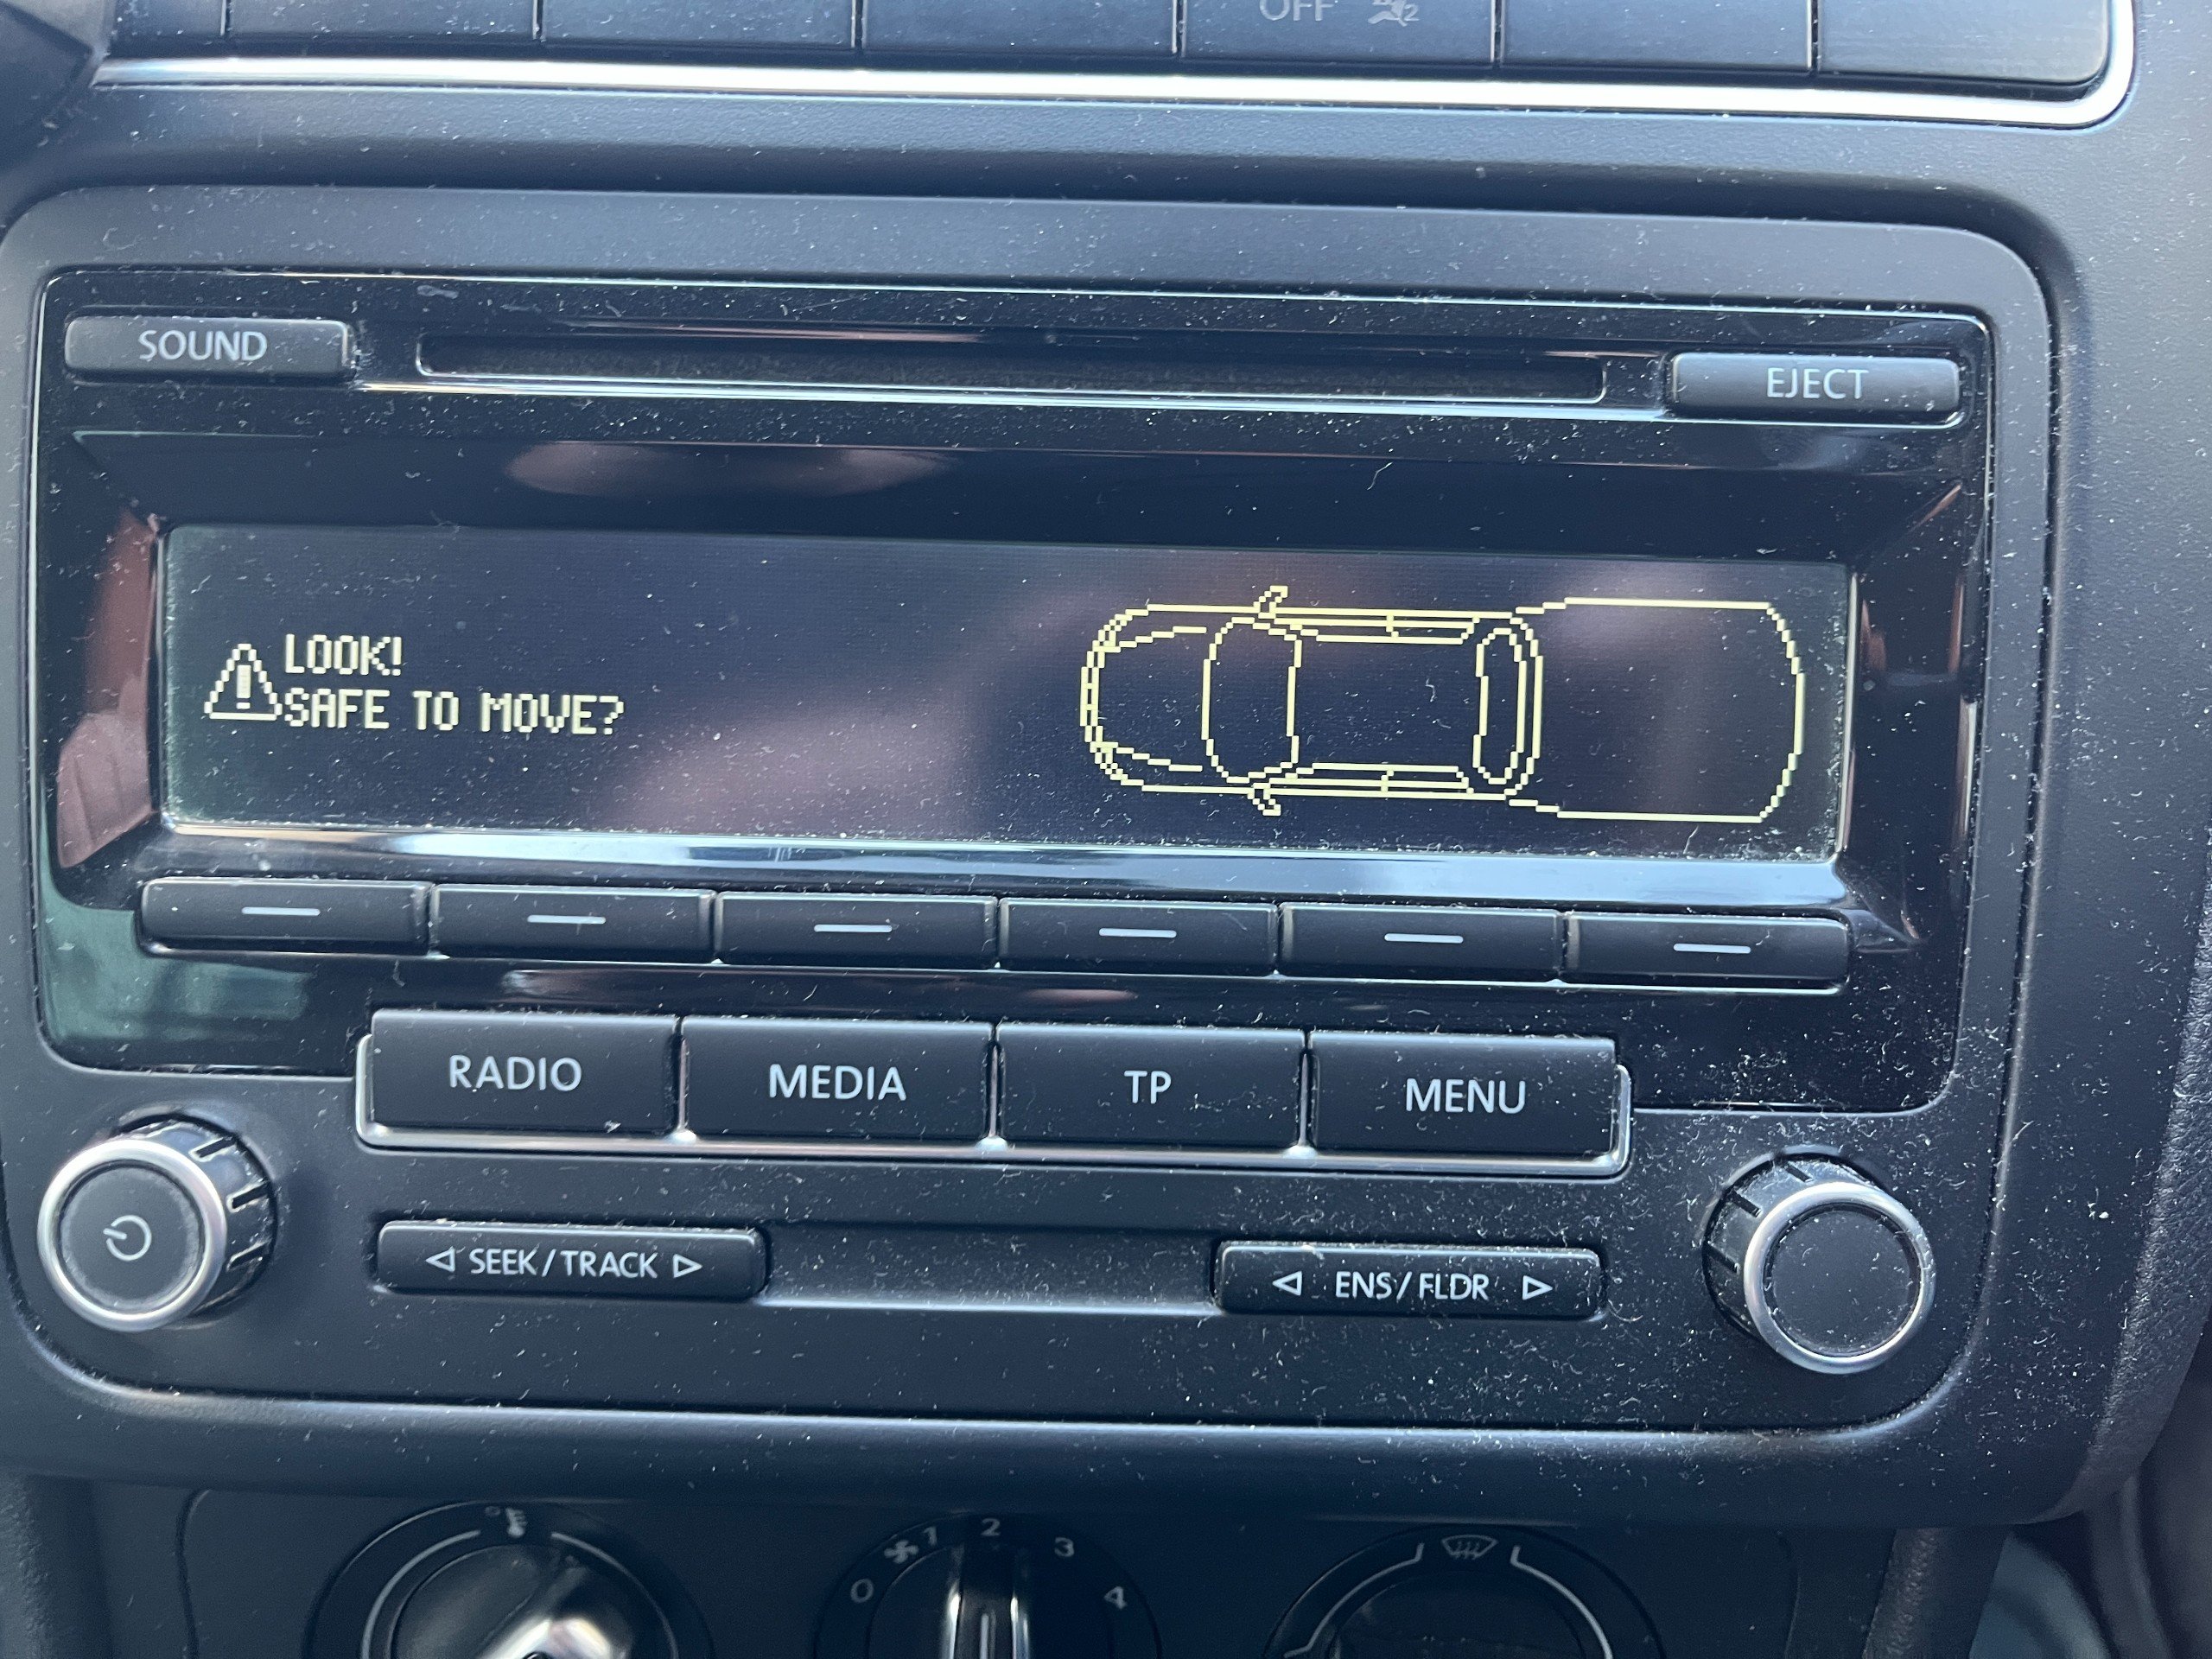 OFF
SOUND
EJECT
LOOK!
SAFE TO MOVE?
RADIO
MEDIA
TP
MENU
SEEK / TRACK
ENS / FLDR
0 1 2 3 4